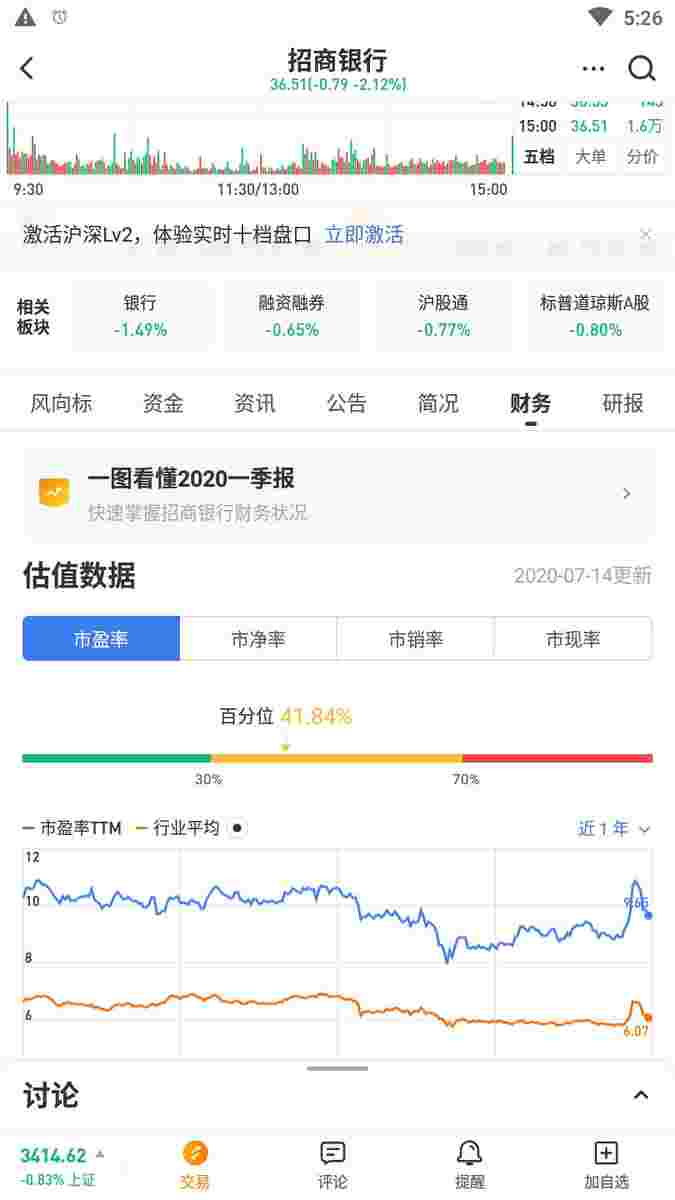 5:26
招商银行
36.51(-0.79 -2.12%)
15:00 36.51 1.6万
五档 大单 分价
9:30 11:30/13:00 15:00
激活沪深Lv2，体验实时十档盘口 立即激活
相关板块
银行
-1.49%
融资融券
-0.65%
沪股通
-0.77%
标普道琼斯A股
-0.80%
风向标 资金 资讯 公告 简况 财务 研报
一图看懂2020一季报
快速掌握招商银行财务状况
估值数据 2020-07-14更新
市盈率 市净率 市销率 市现率
百分位 41.84%
30% 70%
市盈率TTM 行业平均 近1年
12
10
9.65
8
6
6.07
讨论
3414.62
-0.83% 上证
交易 评论 提醒 加自选